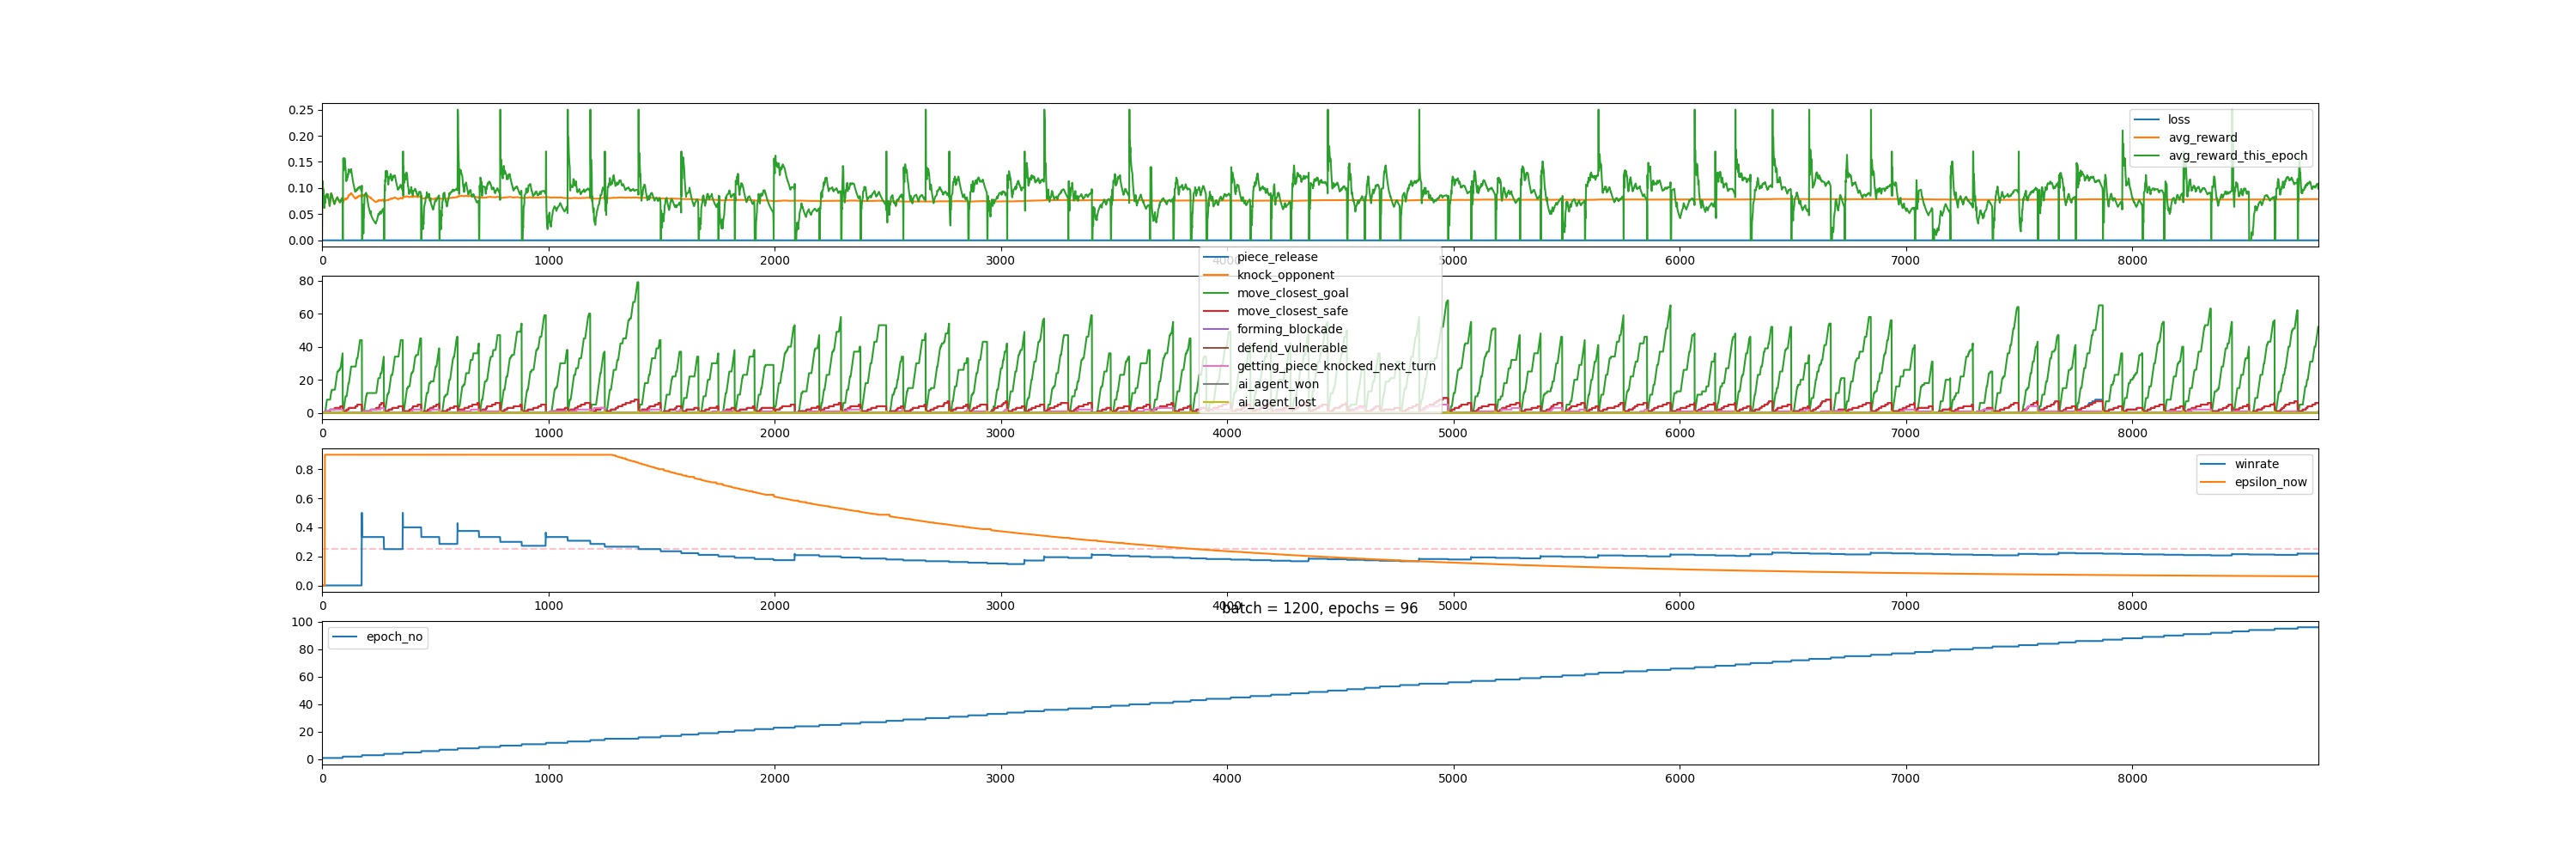 0.25
0.20
0.15
0.10
0.05
0.00
loss
avg_reward
avg_reward_this_epoch
0 1000 2000 3000 4000 5000 6000 7000 8000
80
60
40
20
0
piece_release
knock_opponent
move_closest_goal
move_closest_safe
forming_blockade
defend_vulnerable
getting_piece_knocked_next_turn
ai_agent_won
ai_agent_lost
0 1000 2000 3000 4000 5000 6000 7000 8000
0.8
0.6
0.4
0.2
0.0
winrate
epsilon_now
0 1000 2000 3000 4000 5000 6000 7000 8000
batch = 1200, epochs = 96
100
80
60
40
20
0
epoch_no
0 1000 2000 3000 4000 5000 6000 7000 8000